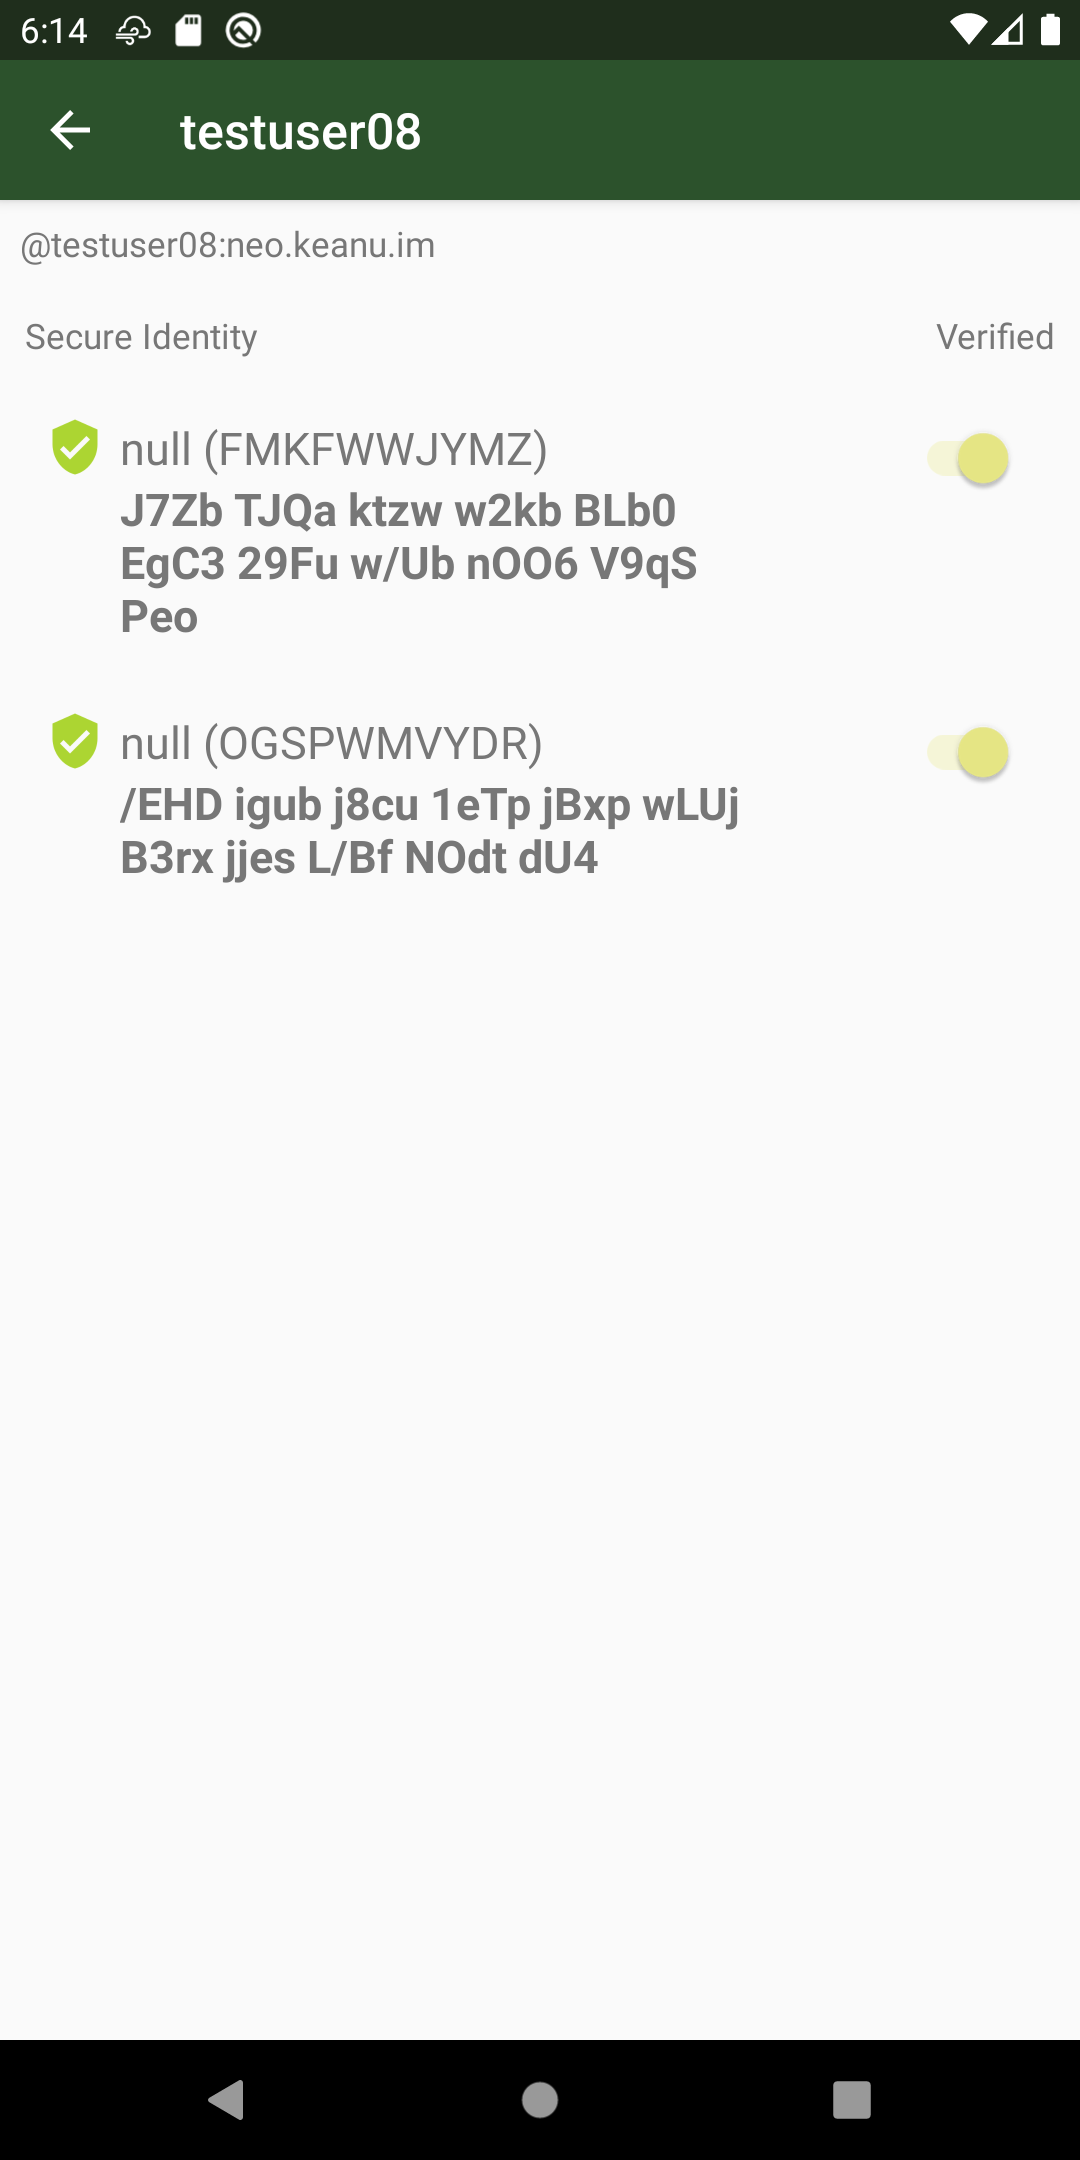 6:14
testuser08
@testuser08:neo.keanu.im
Secure Identity
Verified
null (FMKFWWJYMZ)
J7Zb TJQa ktzw w2kb BLb0
EgC3 29Fu w/Ub nOO6 V9qS
Peo
null (OGSPWMVYDR)
/EHD igub j8cu 1eTp jBxp wLUj
B3rx jjes L/Bf NOdt dU4